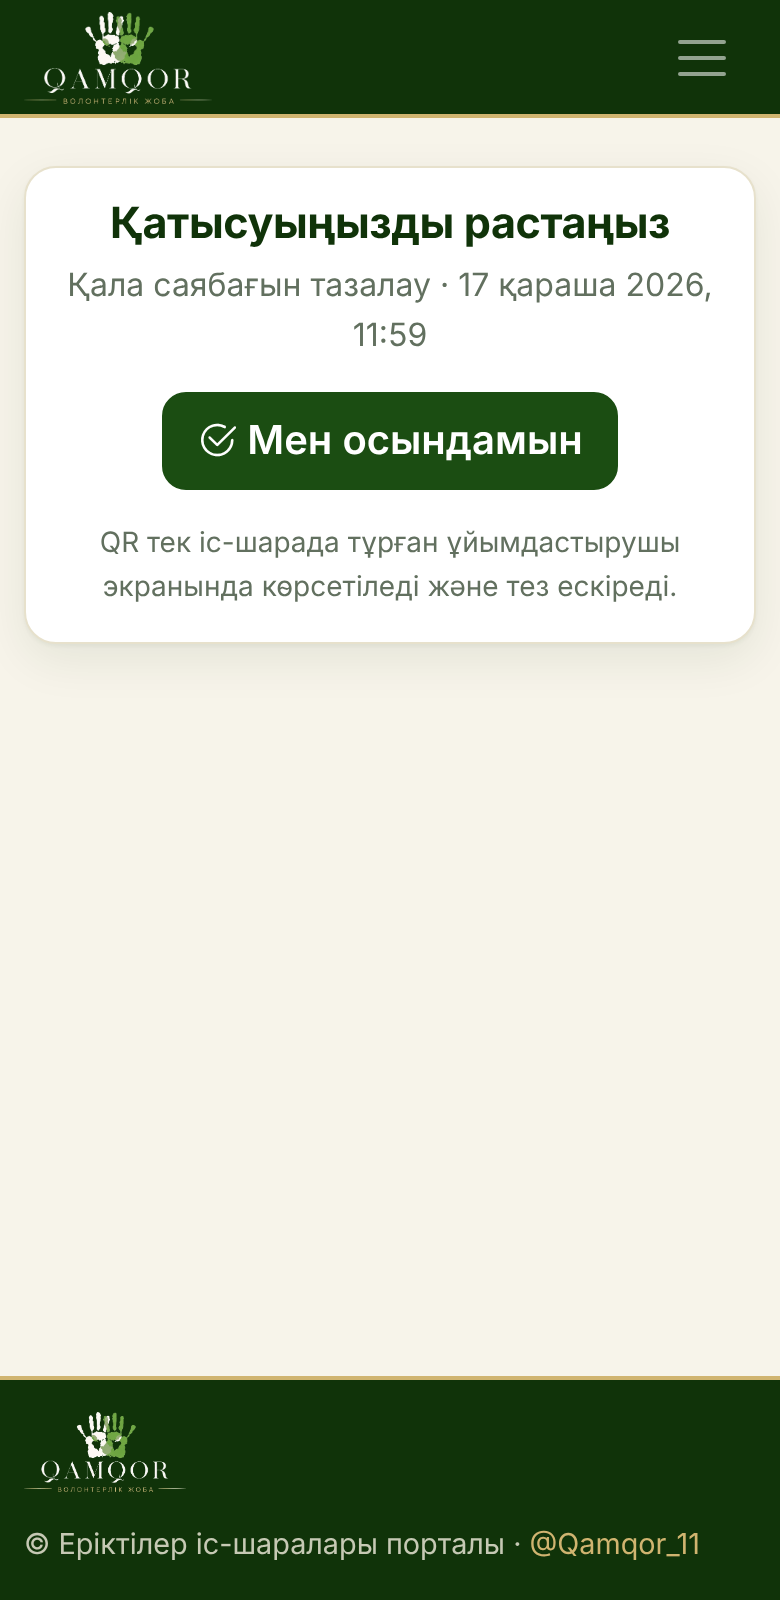 QAMQOR
ВОЛОНТЕРЛІК ЖОБА
Қатысуыңызды растаңыз
Қала саябағын тазалау · 17 қараша 2026,
11:59
Мен осындамын
QR тек іс-шарада тұрған ұйымдастырушы
экранында көрсетіледі және тез ескіреді.
QAMQOR
ВОЛОНТЕРЛІК ЖОБА
© Еріктілер іс-шаралары порталы · @Qamqor_11